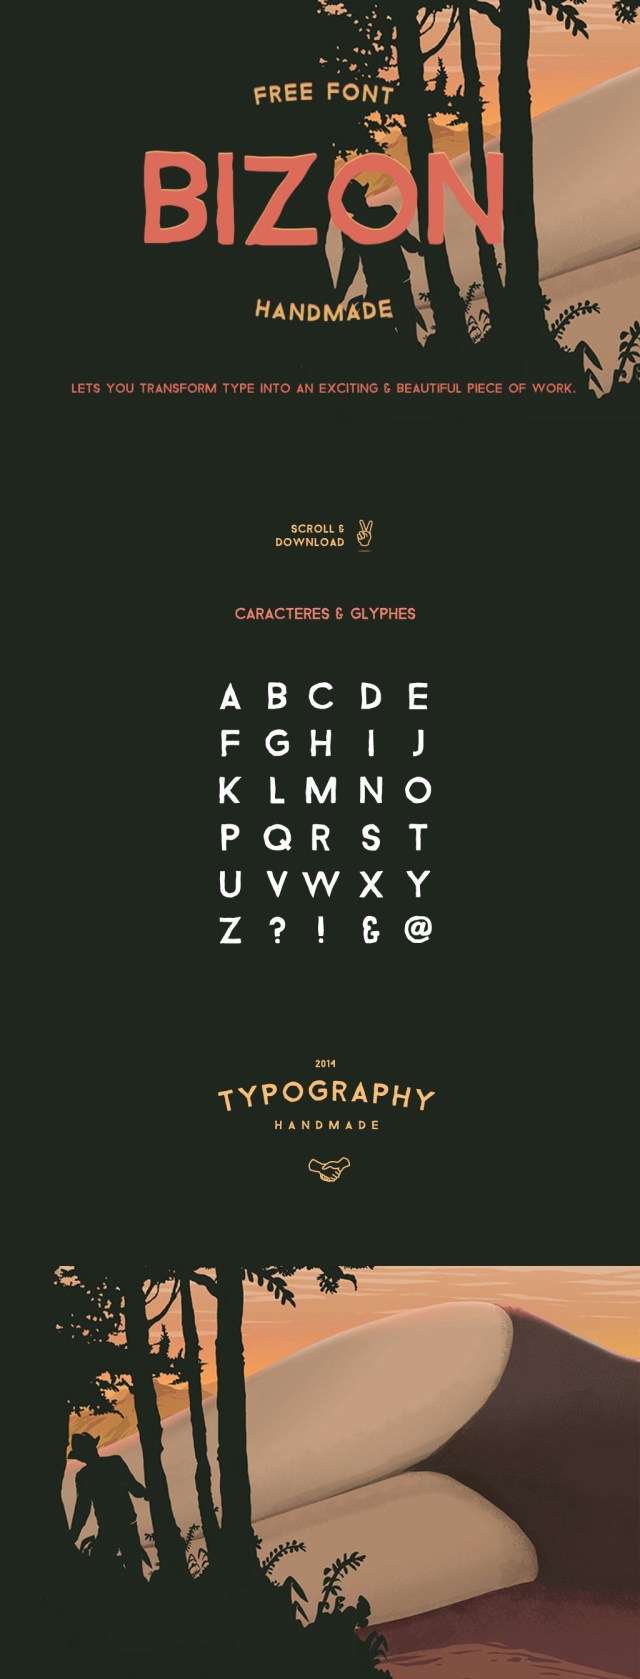 FREE FONT
BIZON
HANDMADE
LETS YOU TRANSFORM TYPE INTO AN EXCITING & BEAUTIFUL PIECE OF WORK.
SCROLL &
DOWNLOAD
CARACTERES & GLYPHES
A B C D E
F G H I J
K L M N O
P Q R S T
U V W X Y
Z ? ! & @
2014
TYPOGRAPHY
HANDMADE